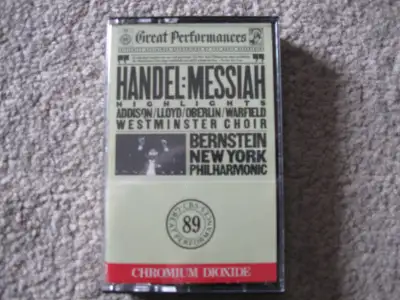 Great Performances
HANDEL:MESSIAH
HIGHLIGHTS
ADDISON/LLOYD/OBERLIN/WARFIELD
WESTMINSTER CHOIR
BERNSTEIN
NEW YORK
PHILHARMONIC
89
CHROMIUM DIOXIDE